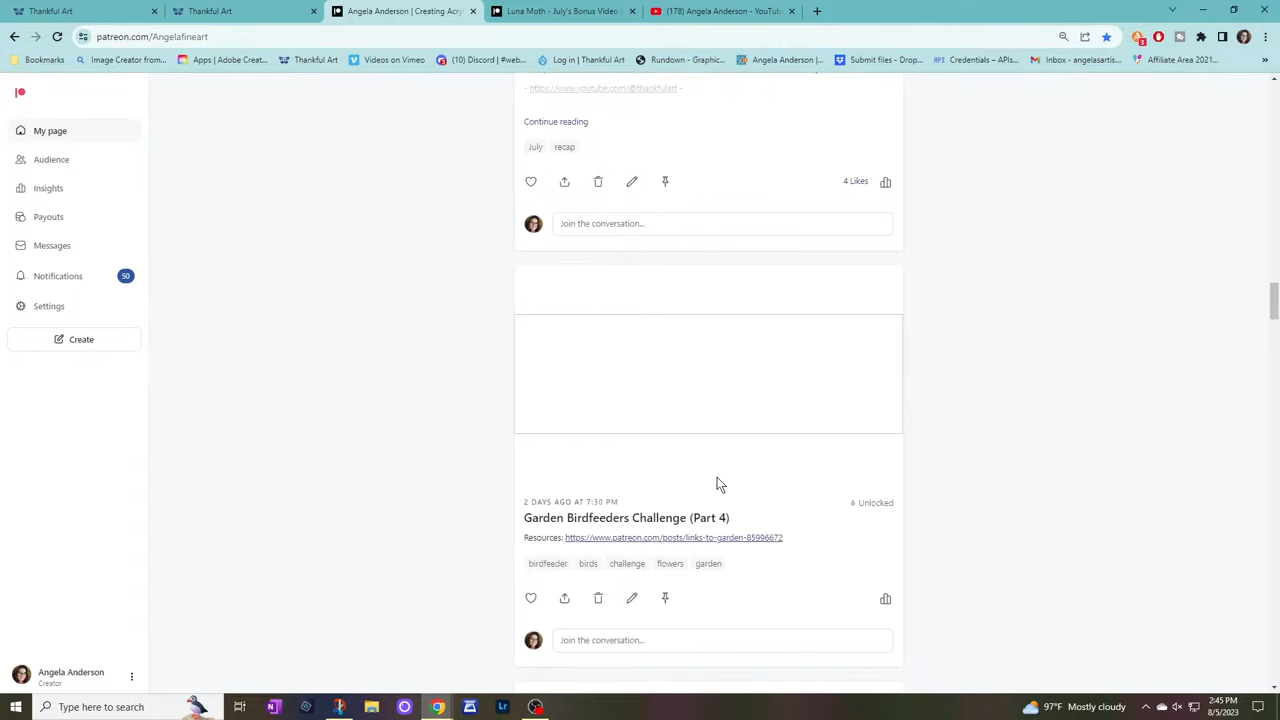 Thankful Art
Thankful Art
Angela Anderson | Creating Acry
Luna Moth - July's Bonus Video
(178) Angela Anderson - YouTube
patreon.com/Angelafineart
Bookmarks
Image Creator from...
Apps | Adobe Creat...
Thankful Art
Videos on Vimeo
(10) Discord | #web...
Log in | Thankful Art
Rundown - Graphic...
Angela Anderson |...
Submit files - Drop...
Credentials – APIs...
Inbox - angelsartis...
Affiliate Area 2021...
- https://www.youtube.com/@thankfulart -
My page
Continue reading
Audience
July recap
Insights
4 Likes
Payouts
Join the conversation...
Messages
Notifications 50
Settings
Create
2 DAYS AGO AT 7:30 PM
Unlocked
Garden Birdfeeders Challenge (Part 4)
Resources: https://www.patreon.com/posts/links-to-garden-85996672
birdfeeder birds challenge flowers garden
Join the conversation...
Angela Anderson
Creator
Type here to search
97°F Mostly cloudy
2:45 PM
8/5/2023